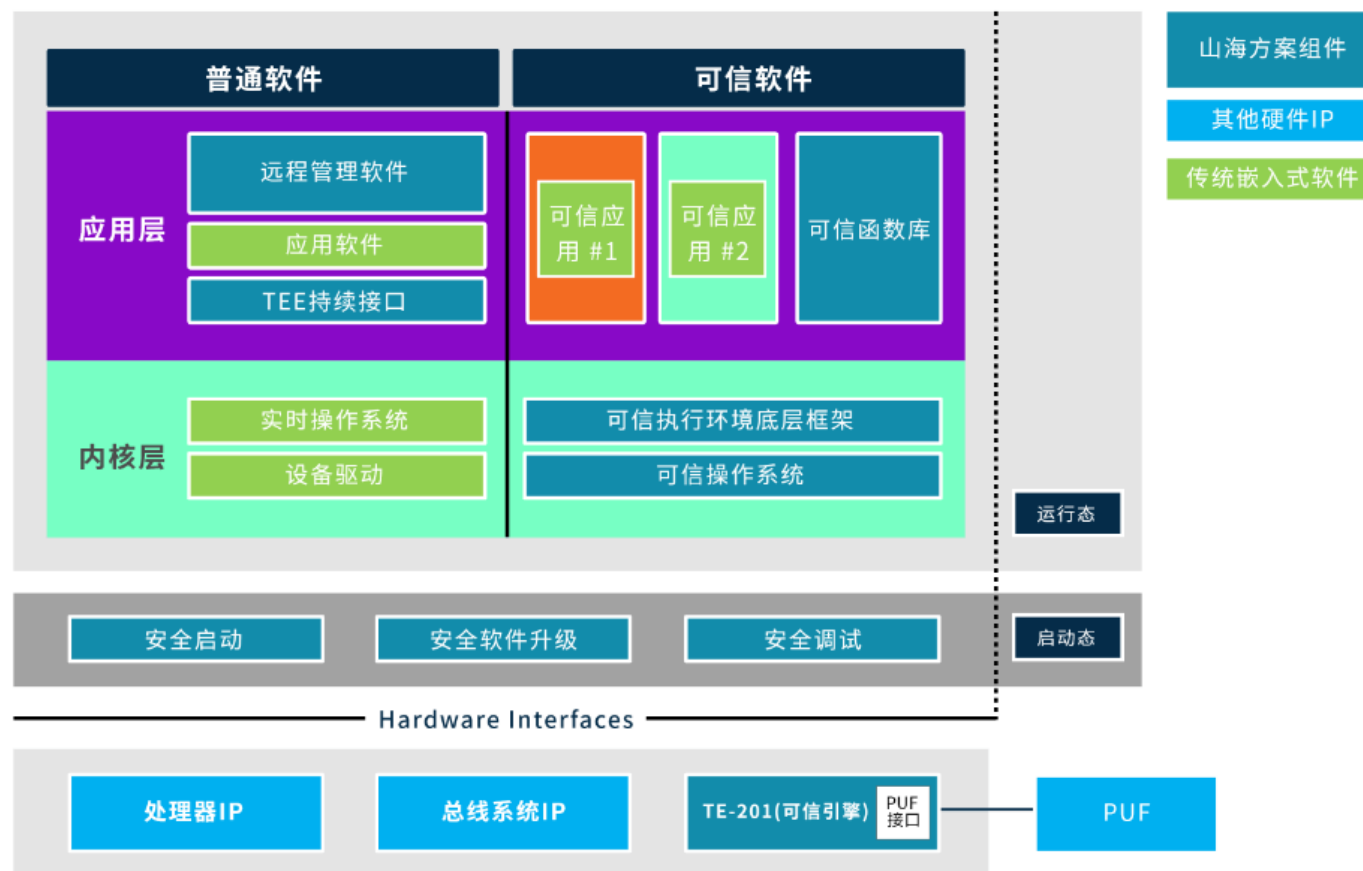 普通软件
可信软件
山海方案组件
其他硬件IP
传统嵌入式软件
应用层
远程管理软件
应用软件
TEE持续接口
可信应
用 #1
可信应
用 #2
可信函数库
内核层
实时操作系统
设备驱动
可信执行环境底层框架
可信操作系统
运行态
安全启动
安全软件升级
安全调试
启动态
Hardware Interfaces
处理器IP
总线系统IP
TE-201(可信引擎)
PUF
接口
PUF